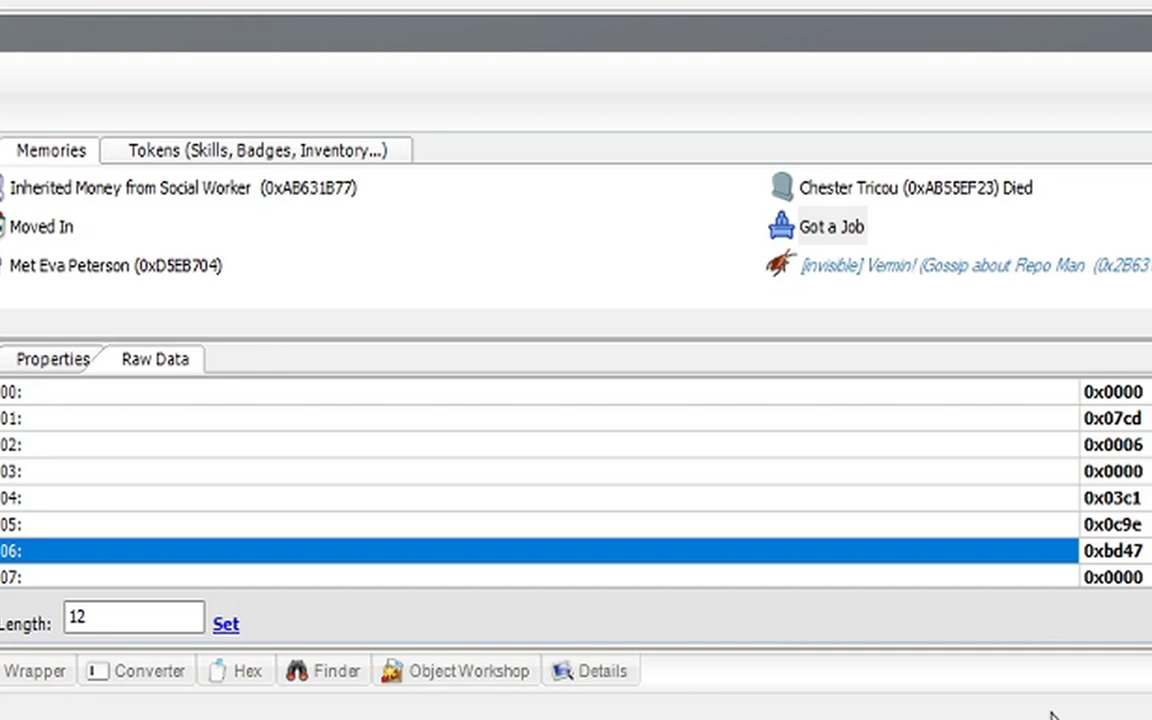 Memories Tokens (Skills, Badges, Inventory...)
Inherited Money from Social Worker (0xAB631B77) Chester Tricou (0xAB55EF23) Died
Moved In Got a Job
Met Eva Peterson (0xD5EB704) [invisible] Vermin! (Gossip about Repo Man (0x2B63
Properties Raw Data
00: 0x0000
01: 0x07cd
02: 0x0006
03: 0x0000
04: 0x03c1
05: 0x0c9e
06: 0xbd47
07: 0x0000
Length: 12 Set
Wrapper Converter Hex Finder Object Workshop Details